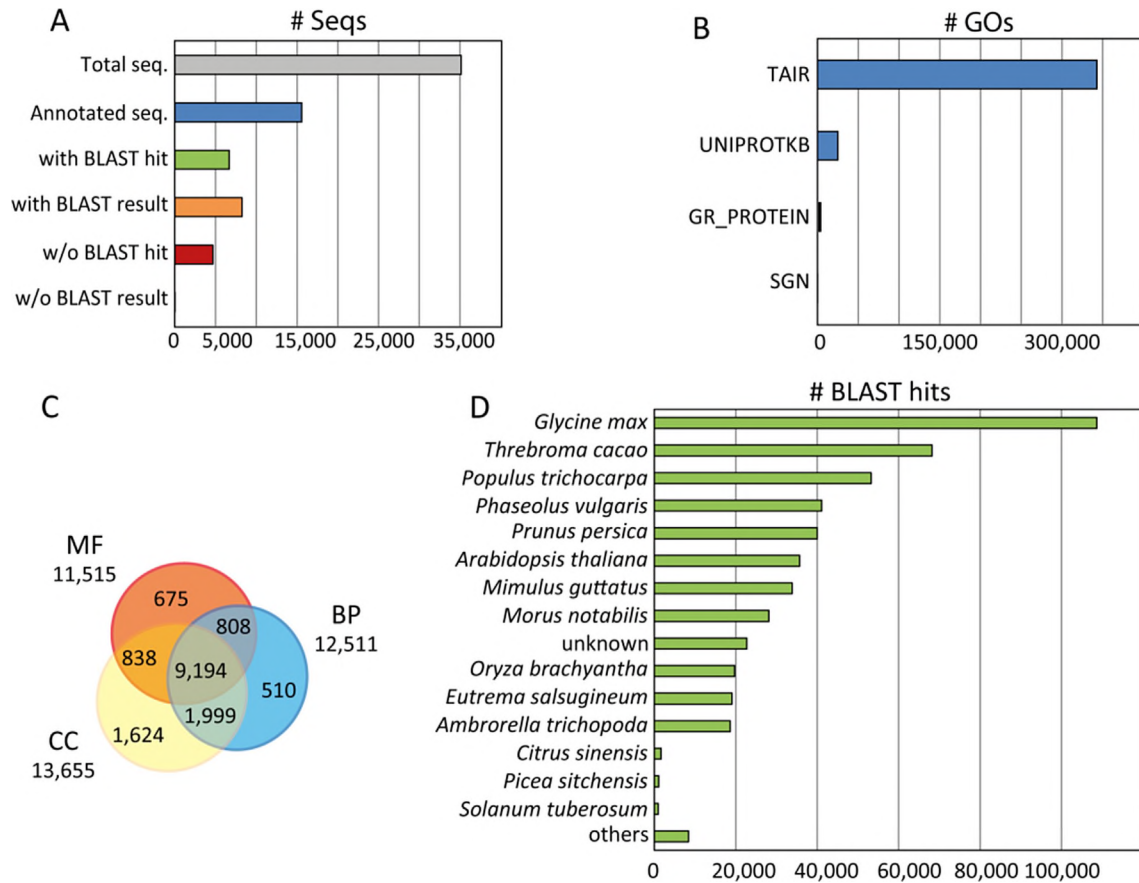 A
# Seqs
Total seq.
Annotated seq.
with BLAST hit
with BLAST result
w/o BLAST hit
w/o BLAST result
0 5,000 15,000 25,000 35,000
B
# GOs
TAIR
UNIPROTKB
GR_PROTEIN
SGN
0 150,000 300,000
C
MF
11,515
675
BP
12,511
808
838
9,194
510
1,999
1,624
CC
13,655
D
# BLAST hits
Glycine max
Threbroma cacao
Populus trichocarpa
Phaseolus vulgaris
Prunus persica
Arabidopsis thaliana
Mimulus guttatus
Morus notabilis
unknown
Oryza brachyantha
Eutrema salsugineum
Ambrorella trichopoda
Citrus sinensis
Picea sitchensis
Solanum tuberosum
others
0 20,000 40,000 60,000 80,000 100,000